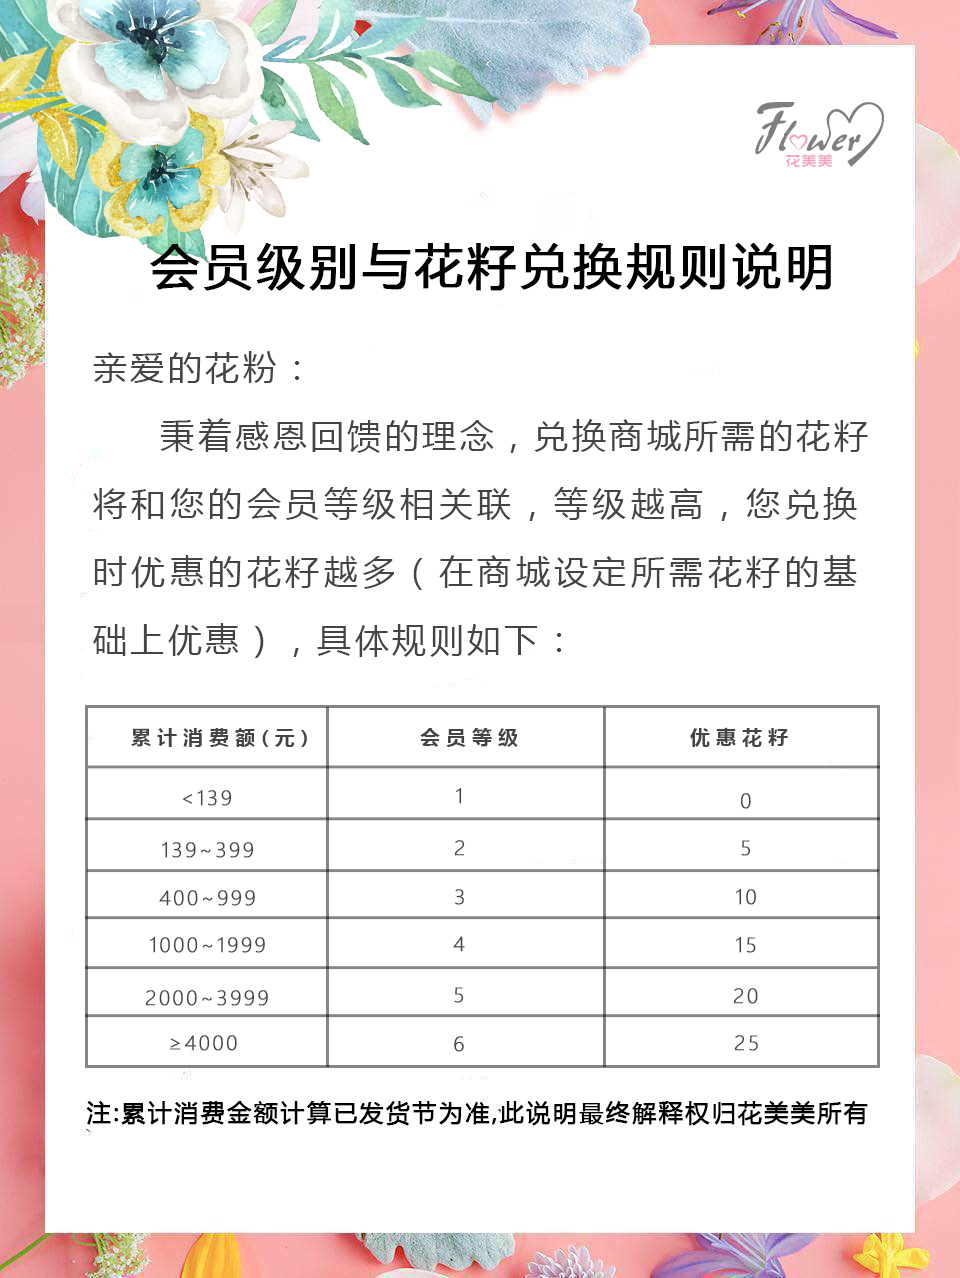 Flower
花美美
会员级别与花籽兑换规则说明
亲爱的花粉：
秉着感恩回馈的理念，兑换商城所需的花籽
将和您的会员等级相关联，等级越高，您兑换
时优惠的花籽越多（在商城设定所需花籽的基
础上优惠），具体规则如下：
累计消费额(元) 会员等级 优惠花籽
<139 1 0
139~399 2 5
400~999 3 10
1000~1999 4 15
2000~3999 5 20
≥4000 6 25
注:累计消费金额计算已发货节为准,此说明最终解释权归花美美所有